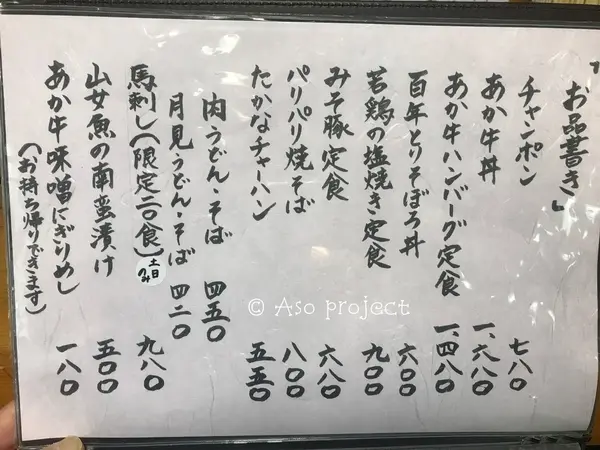 「お品書き」
チャンポン 七八〇
あか牛丼 一、六八〇
あか牛ハンバーグ定食 一、四八〇
百年とりそぼろ丼 六〇〇
若鶏の塩焼き定食 九〇〇
みそ豚定食 六八〇
パリパリ焼そば 八〇〇
たかなチャーハン 五五〇
肉うどん・そば 四五〇
月見うどん・そば 四二〇
馬刺し(限定二〇食) 土日のみ 九八〇
山女魚の南蛮漬け 五〇〇
あか牛味噌にぎりめし 一八〇
(お持ち帰りできます)
© Aso project